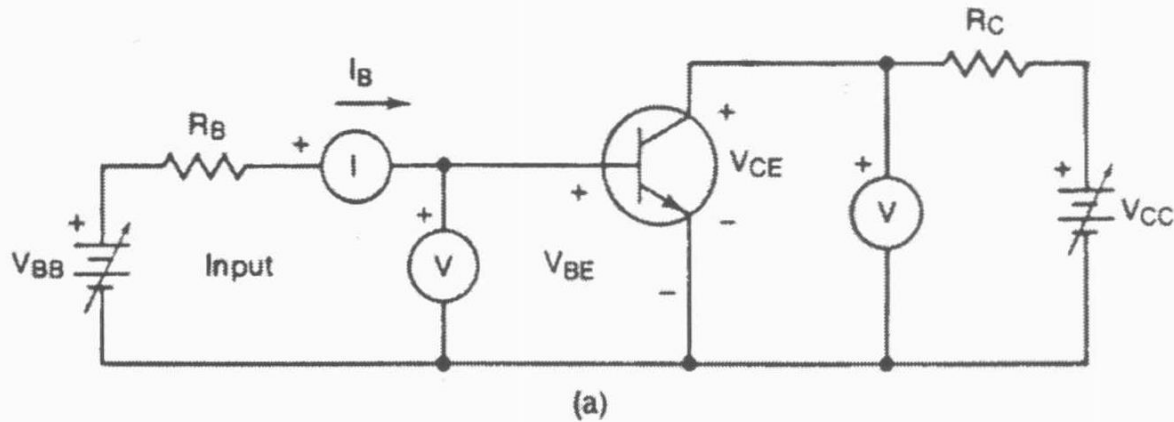 RC
IB
RB
+
+
I
VCE
+
+
+
+
V
+
VCC
VBB
Input
V
VBE
−
−
(a)